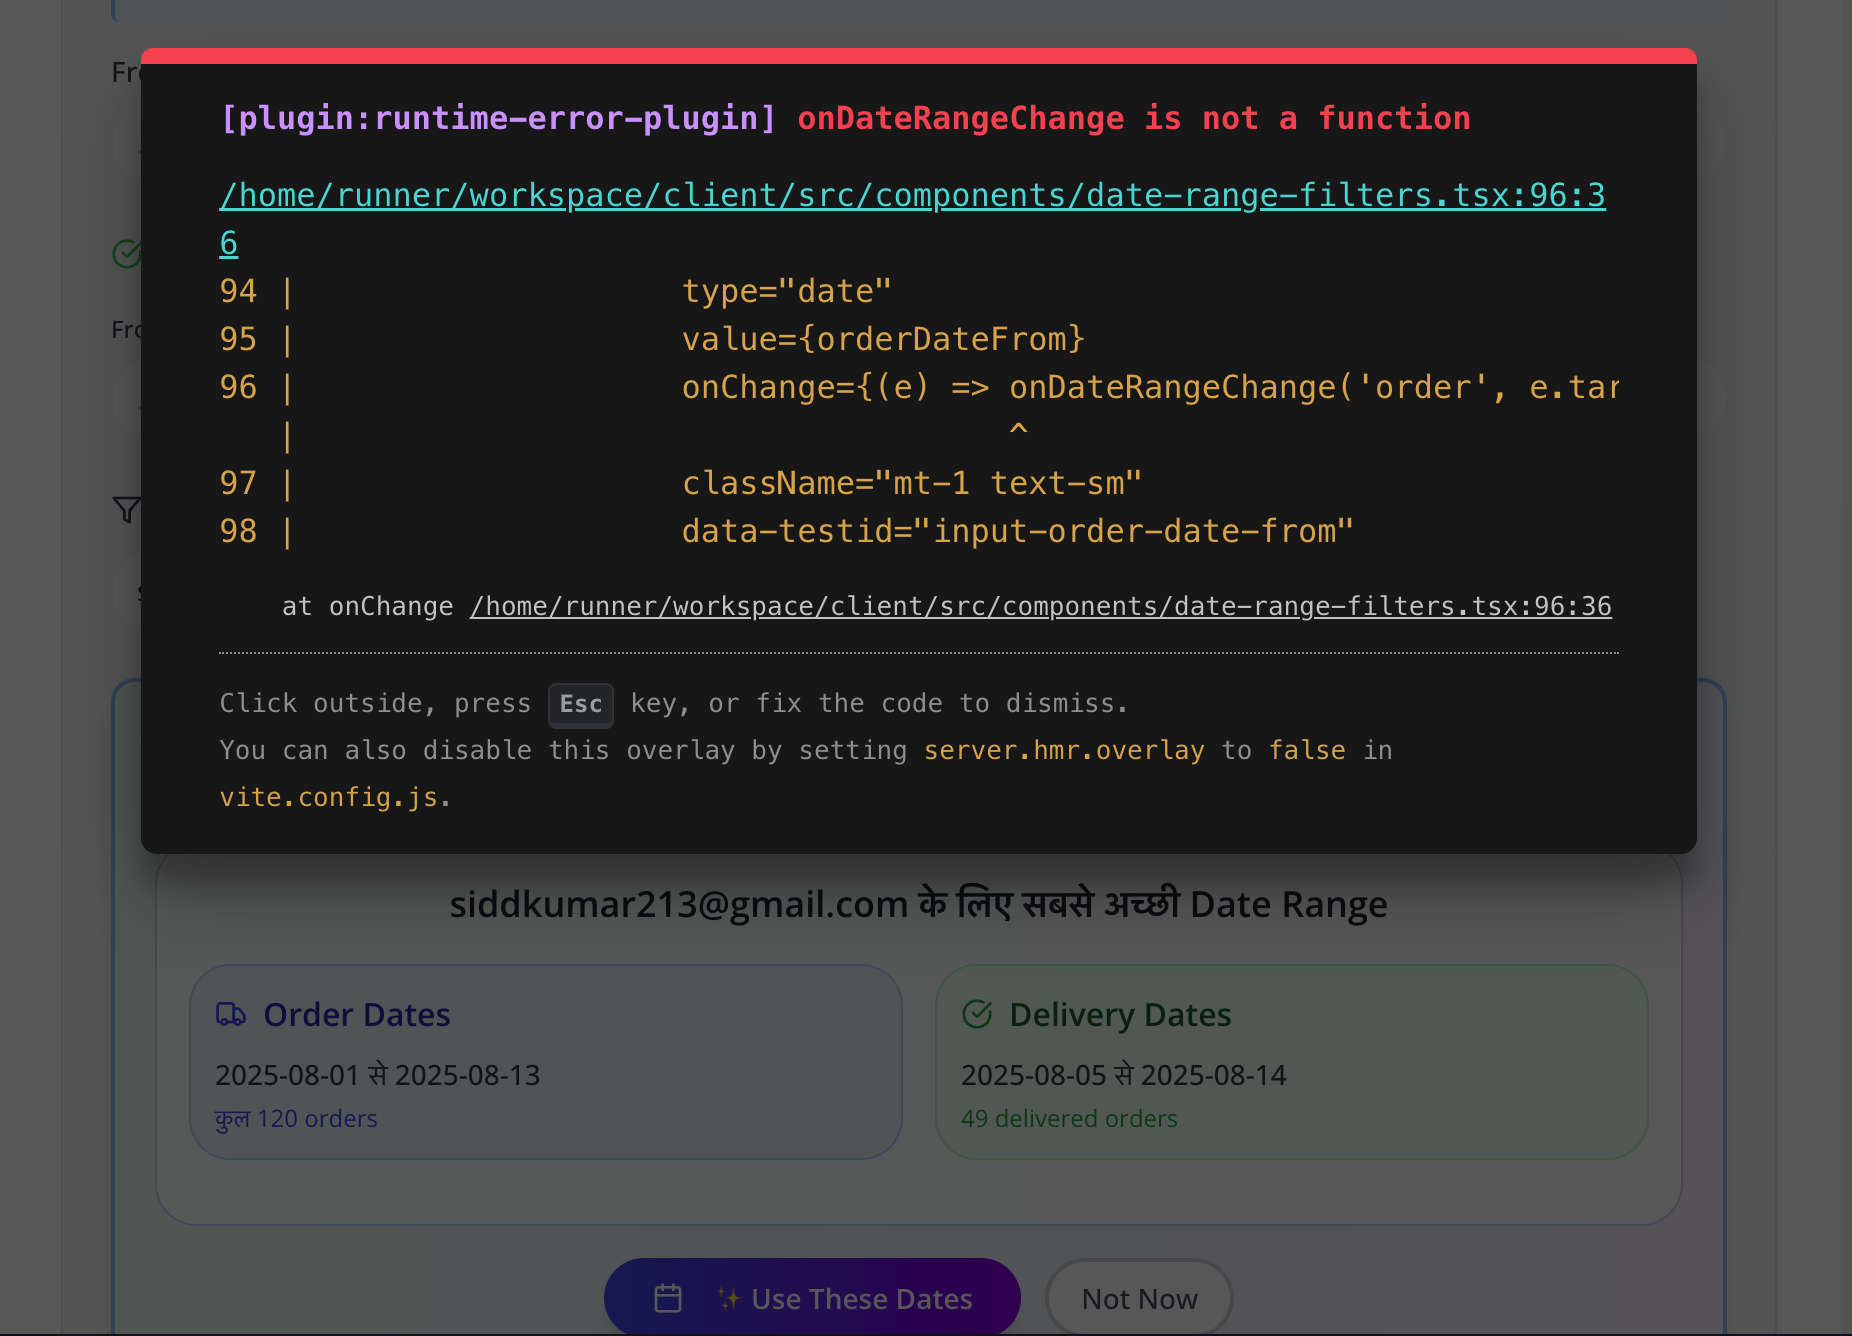 Fro
[plugin:runtime-error-plugin] onDateRangeChange is not a function
/home/runner/workspace/client/src/components/date-range-filters.tsx:96:3
6
94 | type="date"
Fro
95 | value={orderDateFrom}
96 | onChange={(e) => onDateRangeChange('order', e.tar
| ^
97 | className="mt-1 text-sm"
98 | data-testid="input-order-date-from"
at onChange /home/runner/workspace/client/src/components/date-range-filters.tsx:96:36
Click outside, press Esc key, or fix the code to dismiss.
You can also disable this overlay by setting server.hmr.overlay to false in
vite.config.js.
siddkumar213@gmail.com के लिए सबसे अच्छी Date Range
Order Dates
2025-08-01 से 2025-08-13
कुल 120 orders
Delivery Dates
2025-08-05 से 2025-08-14
49 delivered orders
✨ Use These Dates
Not Now